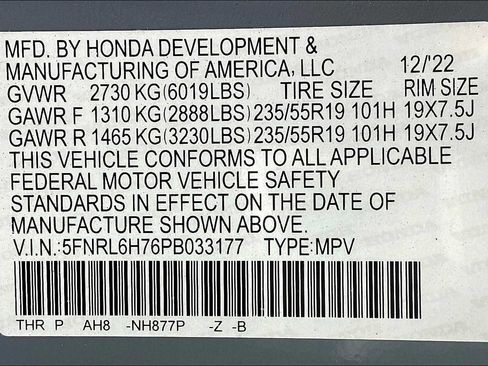 MFD. BY HONDA DEVELOPMENT &
MANUFACTURING OF AMERICA, LLC 12/'22
GVWR 2730 KG(6019LBS) TIRE SIZE RIM SIZE
GAWR F 1310 KG(2888LBS) 235/55R19 101H 19X7.5J
GAWR R 1465 KG(3230LBS) 235/55R19 101H 19X7.5J
THIS VEHICLE CONFORMS TO ALL APPLICABLE
FEDERAL MOTOR VEHICLE SAFETY
STANDARDS IN EFFECT ON THE DATE OF
MANUFACTURE SHOWN ABOVE.
V.I.N.:5FNRL6H76PB033177 TYPE:MPV
THR P AH8 -NH877P -Z -B